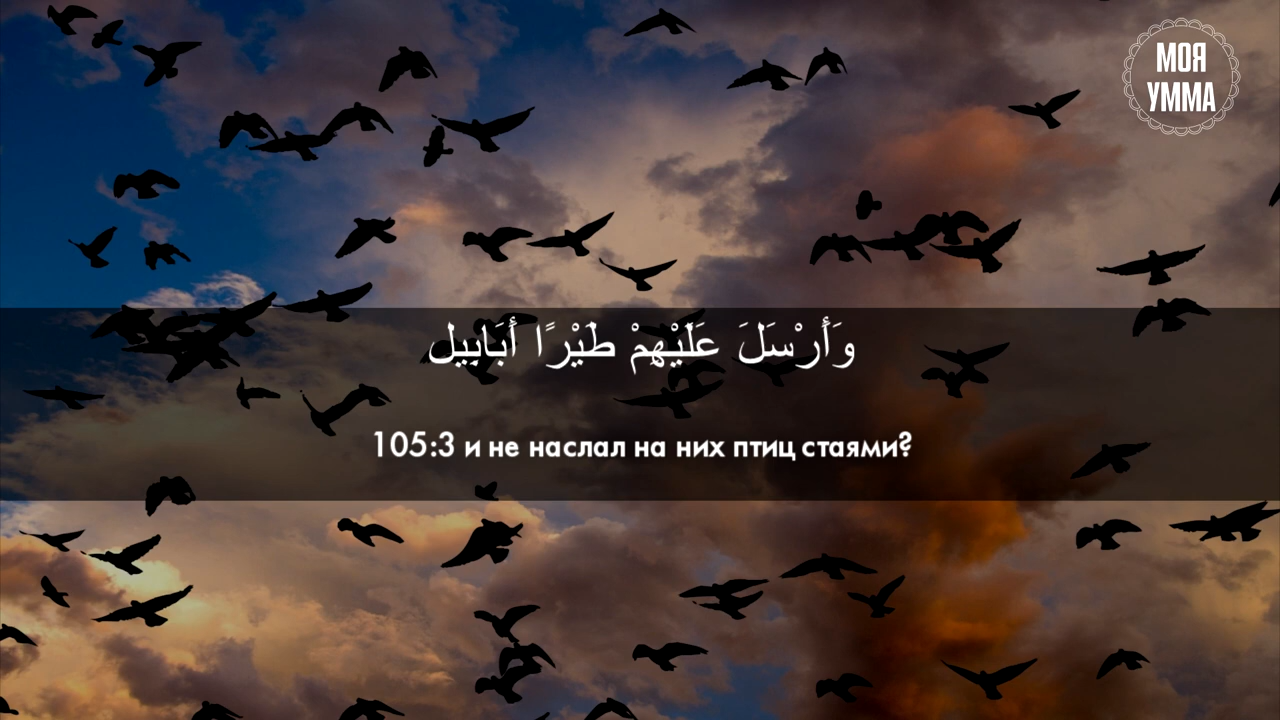 МОЯ
УММА
وَأَرْسَلَ عَلَيْهِمْ طَيْرًا أَبَابِيل
105:3 и не наслал на них птиц стаями?